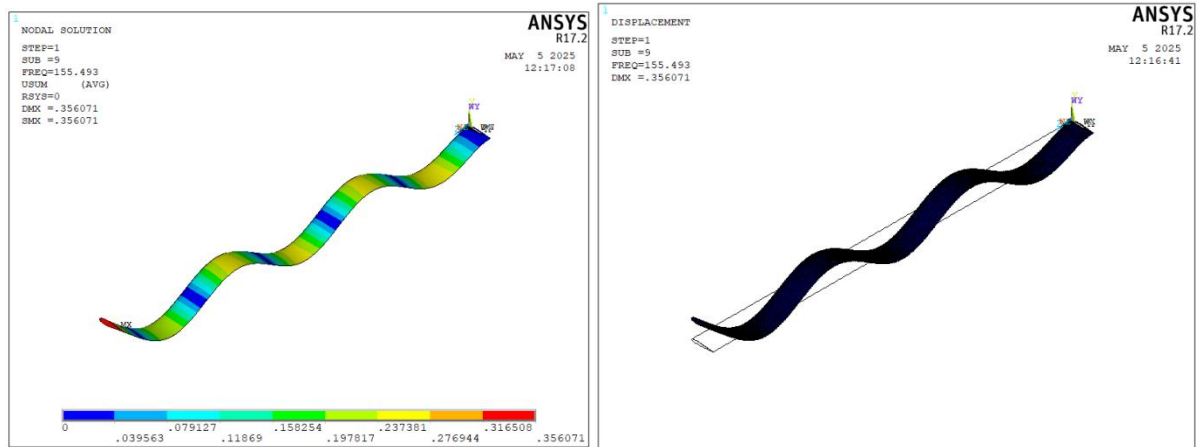 1
NODAL SOLUTION
STEP=1
SUB =9
FREQ=155.493
USUM (AVG)
RSYS=0
DMX =.356071
SMX =.356071
ANSYS
R17.2
MAY 5 2025
12:17:08
WY
MX
0 .079127 .158254 .237381 .316508
.039563 .11869 .197817 .276944 .356071
1
DISPLACEMENT
STEP=1
SUB =9
FREQ=155.493
DMX =.356071
ANSYS
R17.2
MAY 5 2025
12:16:41
WY